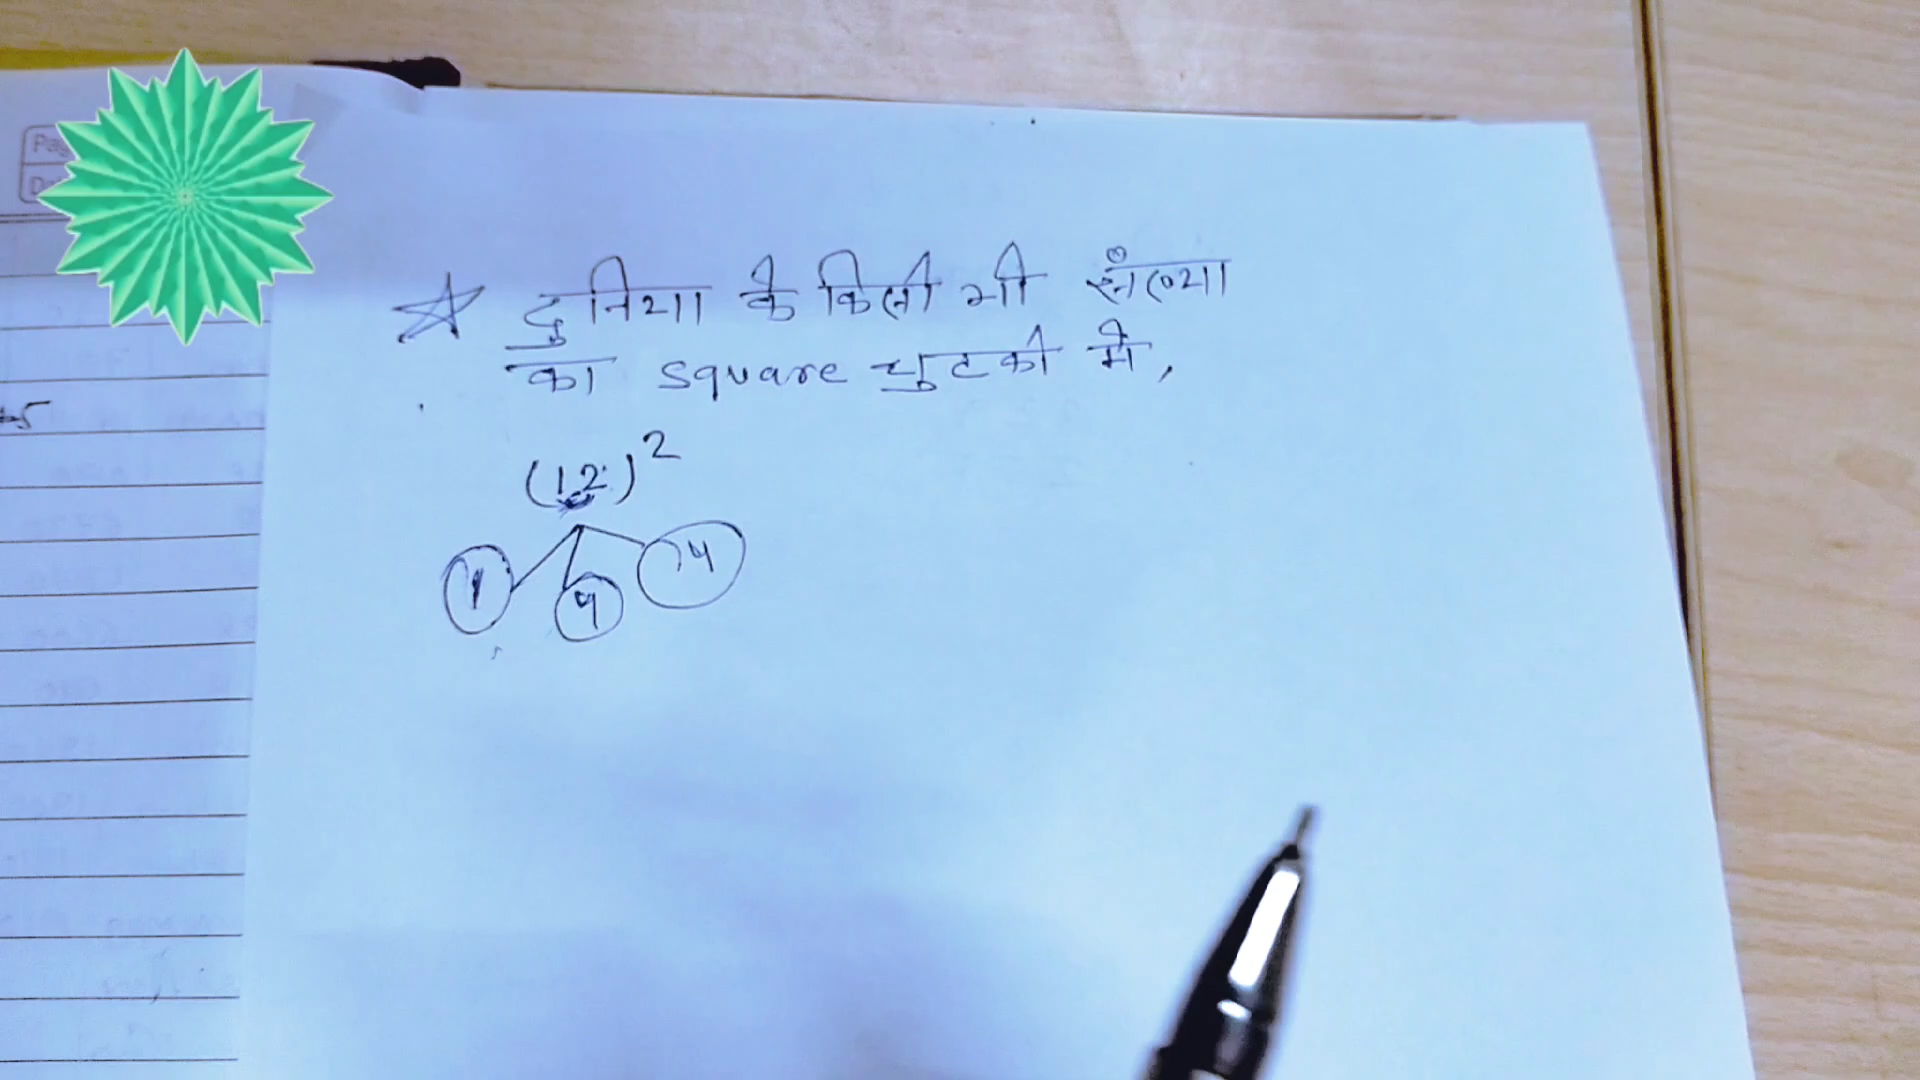 दुनिया के किसी भी संख्या
का square चुटकी में,
(12)²
1 4 4